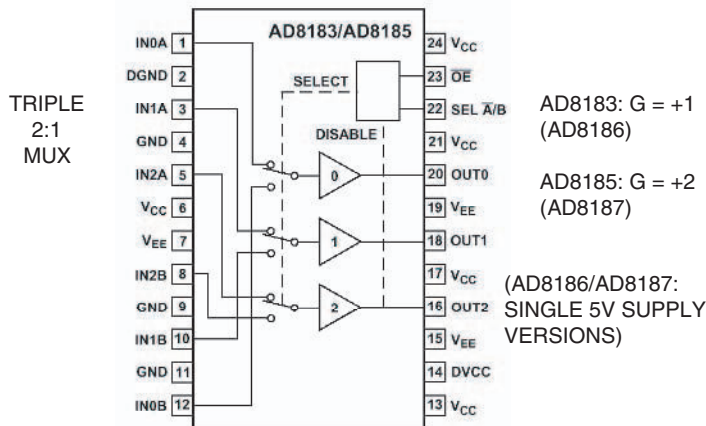 AD8183/AD8185
TRIPLE
2:1
MUX
IN0A 1
DGND 2
IN1A 3
GND 4
IN2A 5
VCC 6
VEE 7
IN2B 8
GND 9
IN1B 10
GND 11
IN0B 12
SELECT
DISABLE
0
1
2
24 VCC
23 O̅E̅
22 SEL A̅/B
21 VCC
20 OUT0
19 VEE
18 OUT1
17 VCC
16 OUT2
15 VEE
14 DVCC
13 VCC
AD8183: G = +1
(AD8186)
AD8185: G = +2
(AD8187)
(AD8186/AD8187:
SINGLE 5V SUPPLY
VERSIONS)